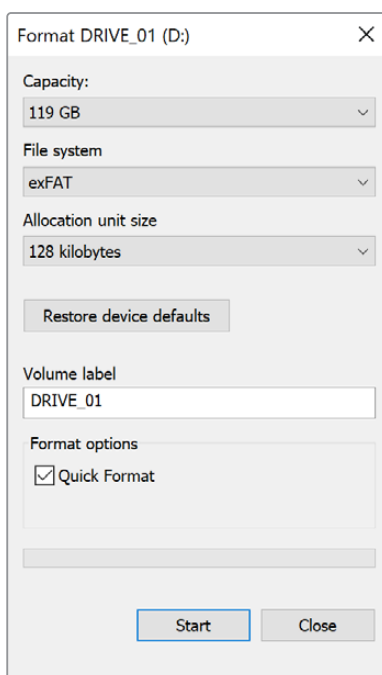 Format DRIVE_01 (D:)
Capacity:
119 GB
File system
exFAT
Allocation unit size
128 kilobytes
Restore device defaults
Volume label
DRIVE_01
Format options
Quick Format
Start Close